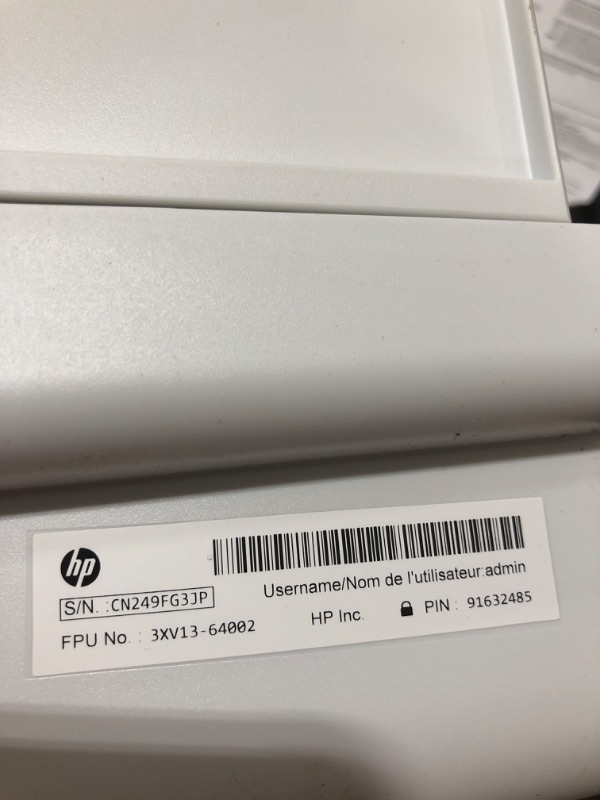 hp
S/N. :CN249FG3JP
Username/Nom de l'utilisateur:admin
FPU No. : 3XV13-64002
HP Inc.
PIN : 91632485